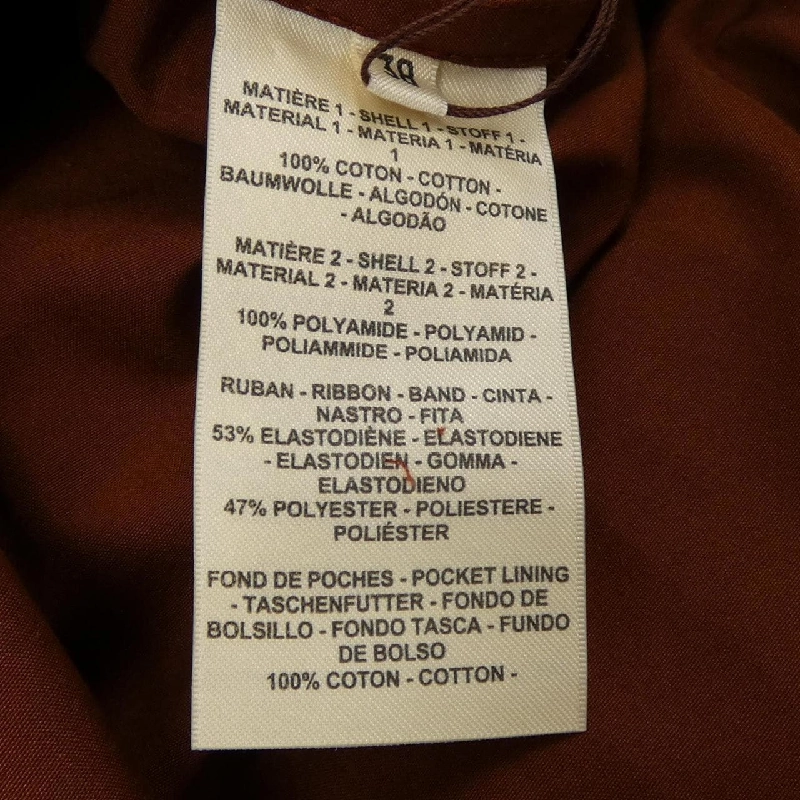 38
MATIÈRE 1 - SHELL 1 - STOFF 1 -
MATERIAL 1 - MATERIA 1 - MATÉRIA
1
100% COTON - COTTON -
BAUMWOLLE - ALGODÓN - COTONE
- ALGODÃO
MATIÈRE 2 - SHELL 2 - STOFF 2 -
MATERIAL 2 - MATERIA 2 - MATÉRIA
2
100% POLYAMIDE - POLYAMID -
POLIAMMIDE - POLIAMIDA
RUBAN - RIBBON - BAND - CINTA -
NASTRO - FITA
53% ELASTODIÈNE - ELASTODIENE
- ELASTODIEN - GOMMA -
ELASTODIENO
47% POLYESTER - POLIESTERE -
POLIÉSTER
FOND DE POCHES - POCKET LINING
- TASCHENFUTTER - FONDO DE
BOLSILLO - FONDO TASCA - FUNDO
DE BOLSO
100% COTON - COTTON -